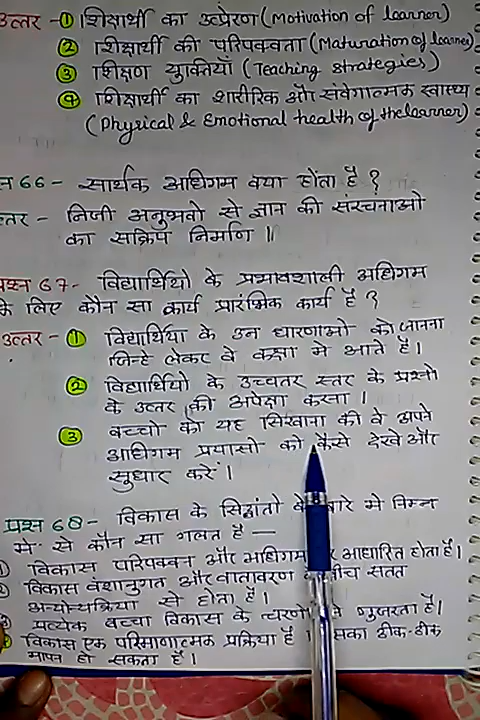 उत्तर - ① शिक्षार्थी का उत्प्रेरण (Motivation of learner)
② शिक्षार्थी की परिपक्वता (Maturation of learner)
③ शिक्षण युक्तियाँ (Teaching strategies)
④ शिक्षार्थी का शारीरिक और संवेगात्मक स्वास्थ्य
(Physical & Emotional health of the learner)
66 - सार्थक अधिगम क्या होता है ?
उत्तर - निजी अनुभवो से ज्ञान की संरचनाओ
का सक्रिय निर्माण ॥
प्रश्न 67- विद्यार्थियो के प्रभावशाली अधिगम
के लिए कौन सा कार्य प्रारंभिक कार्य है ?
उत्तर - ① विद्यार्थियो के उन धारणाओ को जानना
जिन्हे लेकर वे कक्षा मे आते है।
② विद्यार्थियो के उच्चतर स्तर के प्रश्नो
के उत्तर की अपेक्षा करना ।
③ बच्चो को यह सिखाना की वे अपने
अधिगम प्रयासो को कैसे देखे और
सुधार करें ।
प्रश्न 68- विकास के सिद्वांतो के बारे मे निम्न
मे से कौन सा गलत है —
① विकास परिपक्वन और अधिगम पर आधारित होता है।
② विकास वंशानुगत और वातावरण सतत
अन्योन्यक्रिया से होता है।
③ प्रत्येक बच्चा विकास के चरणो से गुजरता है।
विकास एक परिमाणात्मक प्रक्रिया है ठीक-ठीक
मापन हो सकता है।